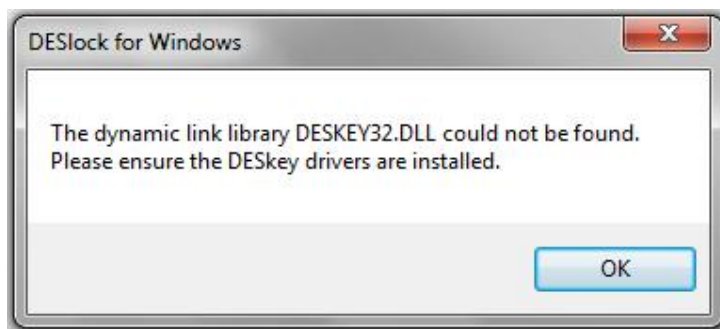 DESlock for Windows
The dynamic link library DESKEY32.DLL could not be found.
Please ensure the DESkey drivers are installed.
OK